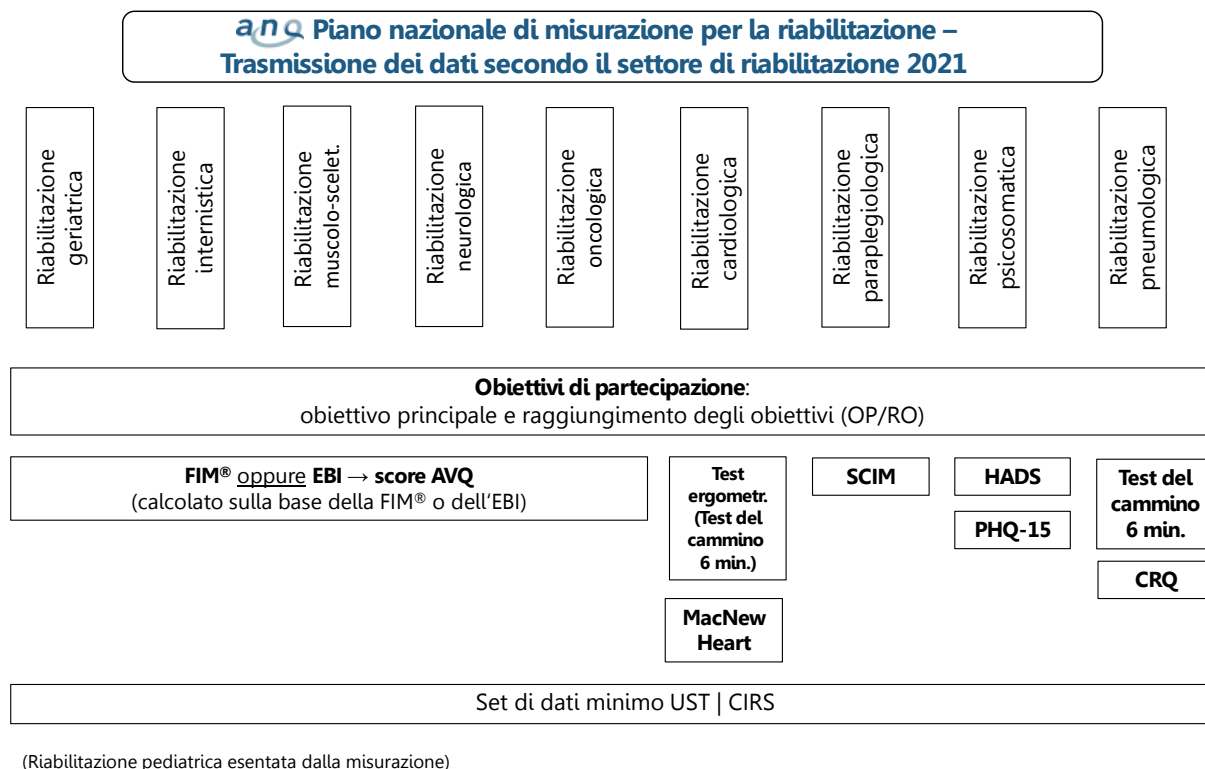 anq Piano nazionale di misurazione per la riabilitazione –
Trasmissione dei dati secondo il settore di riabilitazione 2021
Riabilitazione
geriatrica
Riabilitazione
internistica
Riabilitazione
muscolo-scelet.
Riabilitazione
neurologica
Riabilitazione
oncologica
Riabilitazione
cardiologica
Riabilitazione
paraplegiologica
Riabilitazione
psicosomatica
Riabilitazione
pneumologica
Obiettivi di partecipazione:
obiettivo principale e raggiungimento degli obiettivi (OP/RO)
FIM® oppure EBI → score AVQ
(calcolato sulla base della FIM® o dell‘EBI)
Test
ergometr.
(Test del
cammino
6 min.)
MacNew
Heart
SCIM
HADS
PHQ-15
Test del
cammino
6 min.
CRQ
Set di dati minimo UST | CIRS
(Riabilitazione pediatrica esentata dalla misurazione)